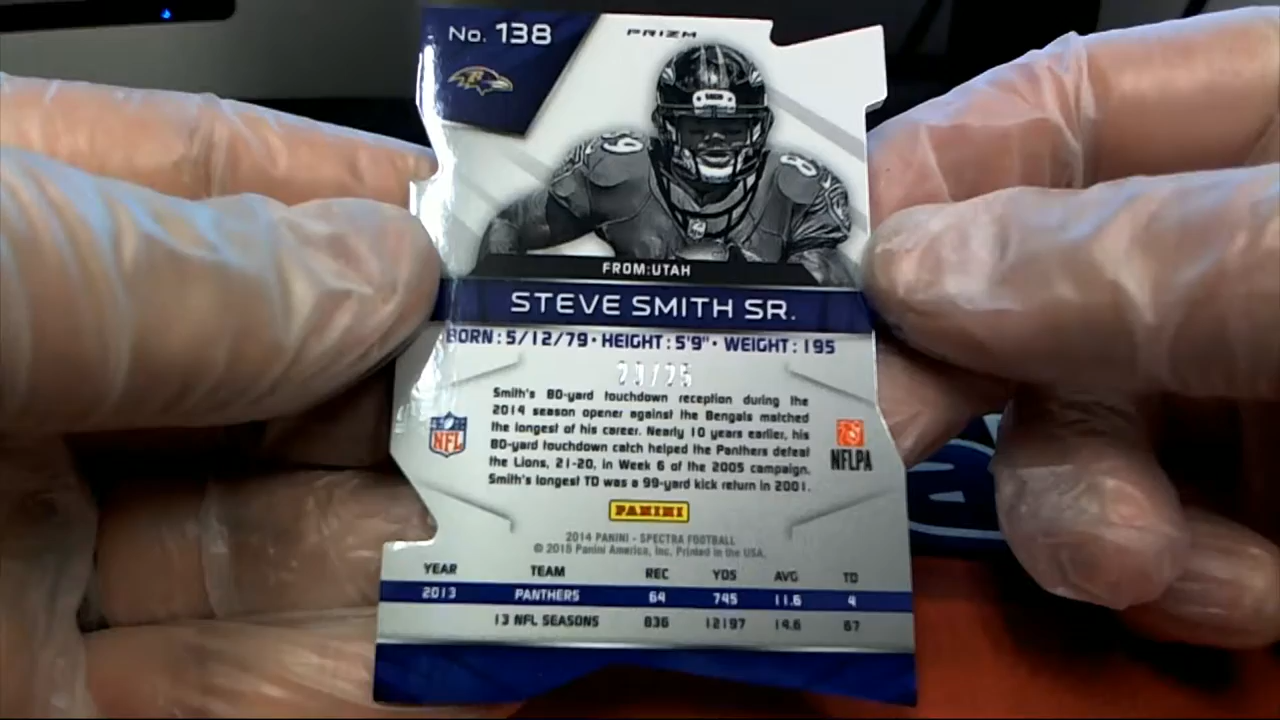 No. 138
PRIZM
89
8
FROM:UTAH
STEVE SMITH SR.
BORN : 5/12/79 • HEIGHT : 5'9" • WEIGHT : 195
23/25
Smith's 80-yard touchdown reception during the
2014 season opener against the Bengals matched
the longest of his career. Nearly 10 years earlier, his
80-yard touchdown catch helped the Panthers defeat
the Lions, 21-20, in Week 6 of the 2005 campaign.
Smith's longest TD was a 99-yard kick return in 2001.
NFL
NFLPA
PANINI
2014 PANINI - SPECTRA FOOTBALL
© 2015 Panini America, Inc. Printed in the USA.
YEAR TEAM REC YDS AVG TD
2013 PANTHERS 64 745 11.6 4
13 NFL SEASONS 836 12197 14.6 67